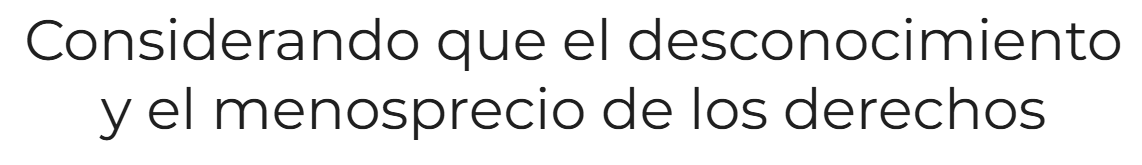 Considerando que el desconocimiento
y el menosprecio de los derechos